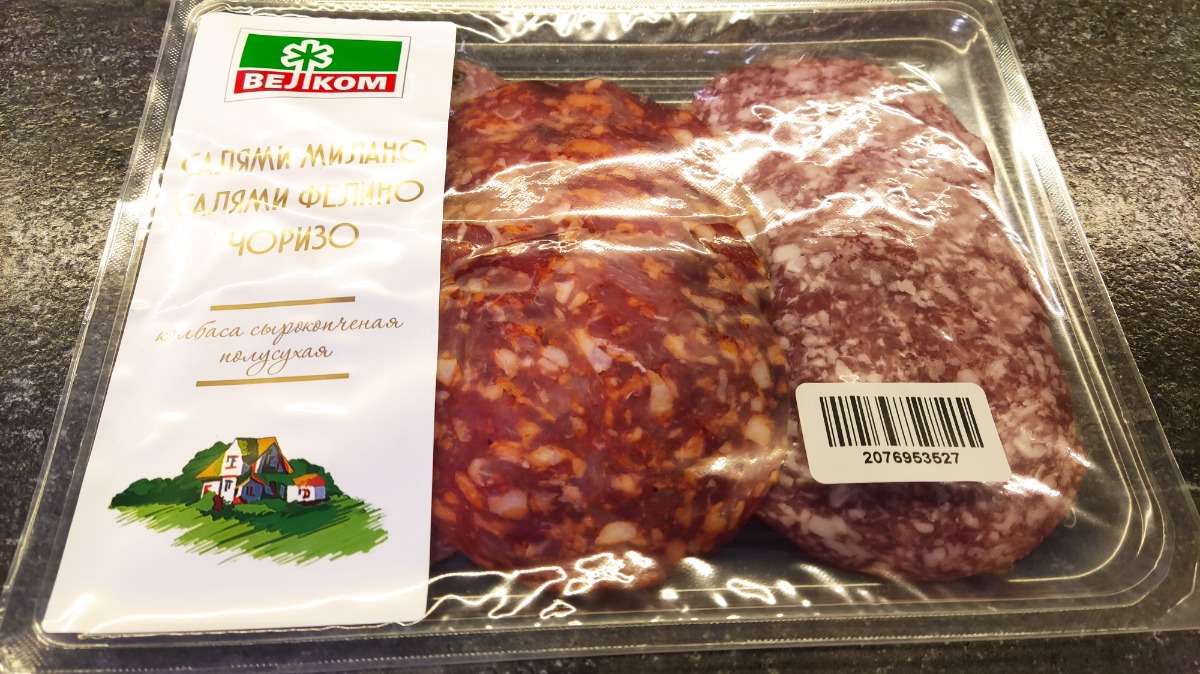 ВЕЛКОМ
САЛЯМИ МИЛАНО
САЛЯМИ ФЕЛИНО
ЧОРИЗО
колбаса сырокопченая
полусухая
2076953527